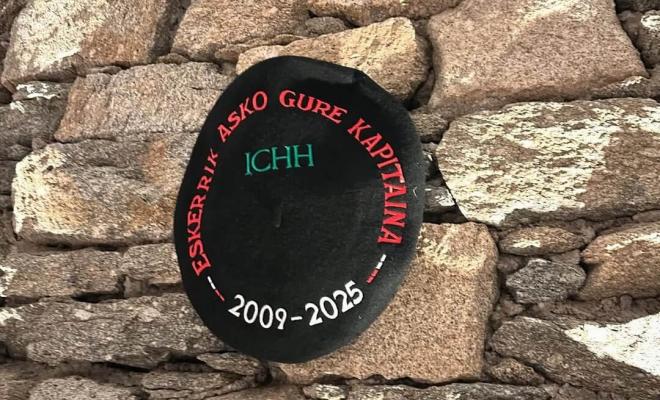 ESKERRIK ASKO GURE KAPITAINA
ICHH
2009-2025